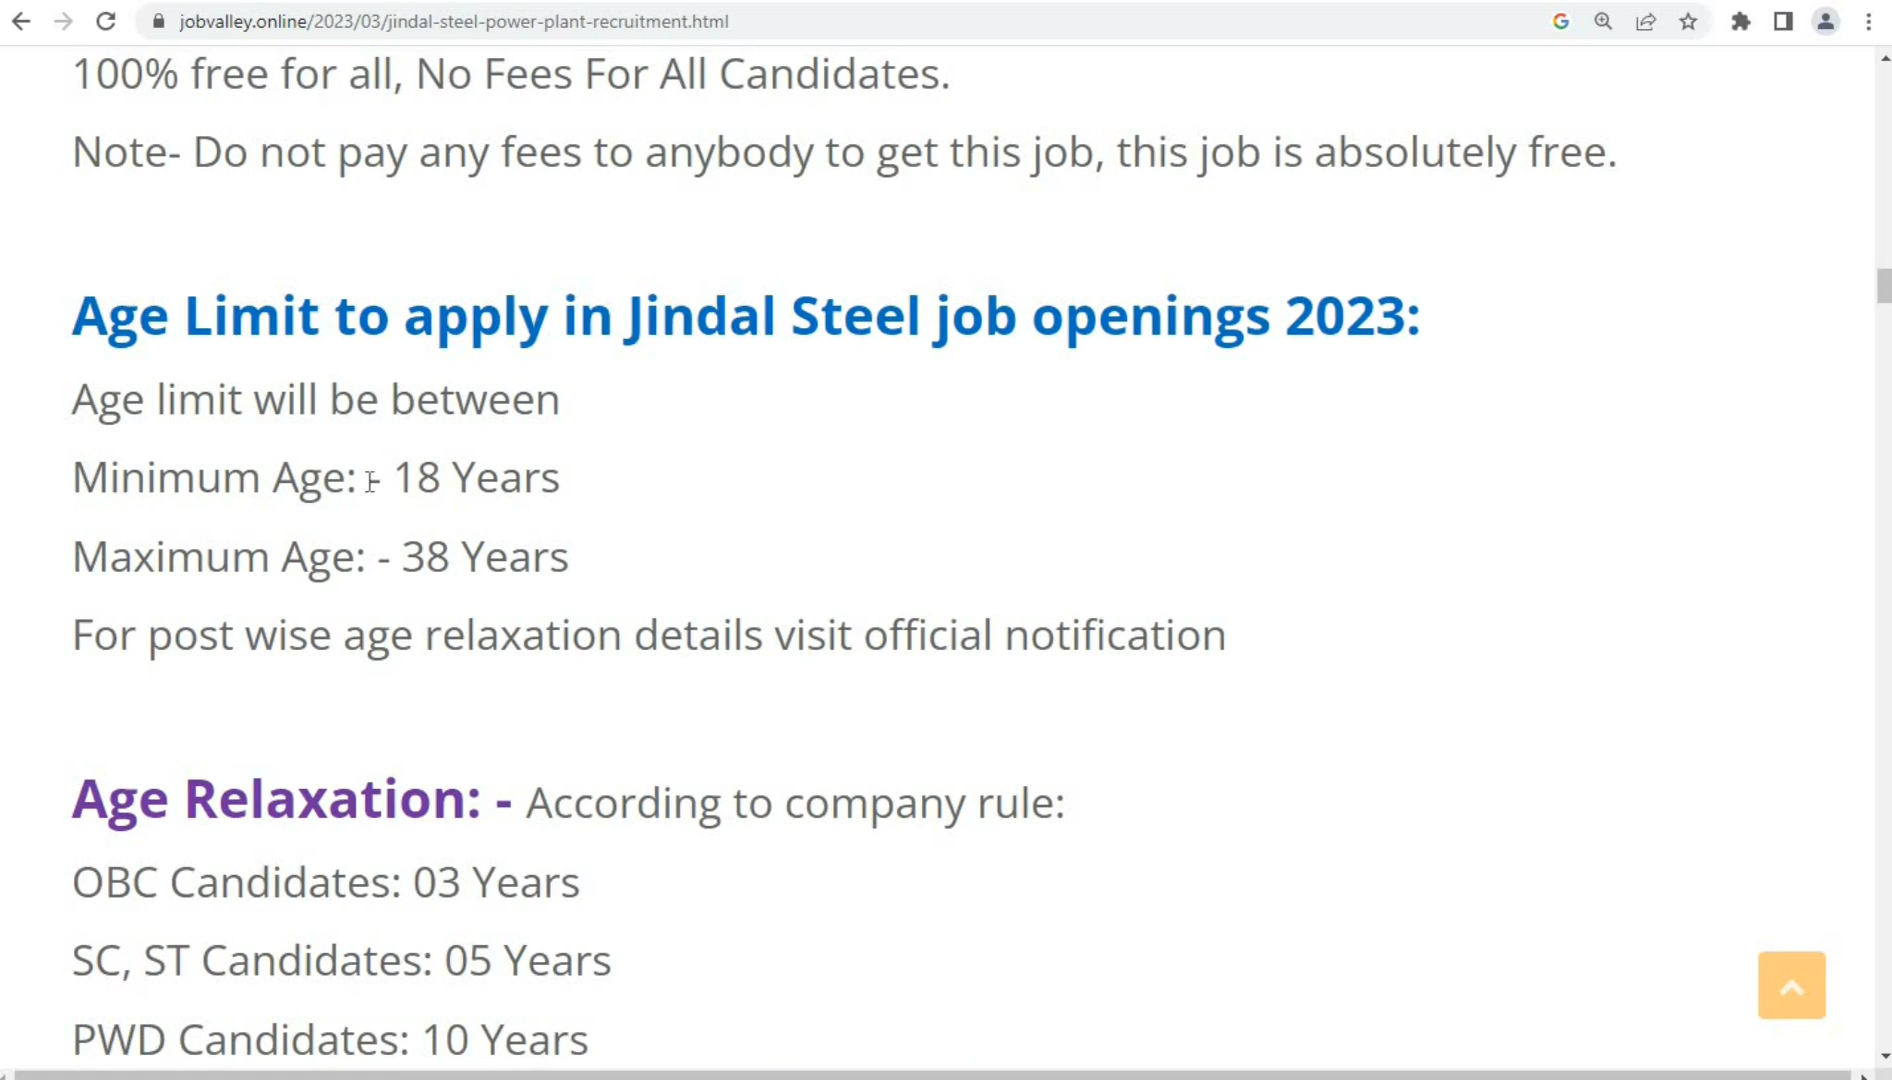 jobvalley.online/2023/03/jindal-steel-power-plant-recruitment.html
100% free for all, No Fees For All Candidates.
Note- Do not pay any fees to anybody to get this job, this job is absolutely free.
Age Limit to apply in Jindal Steel job openings 2023:
Age limit will be between
Minimum Age: - 18 Years
Maximum Age: - 38 Years
For post wise age relaxation details visit official notification
Age Relaxation: - According to company rule:
OBC Candidates: 03 Years
SC, ST Candidates: 05 Years
PWD Candidates: 10 Years